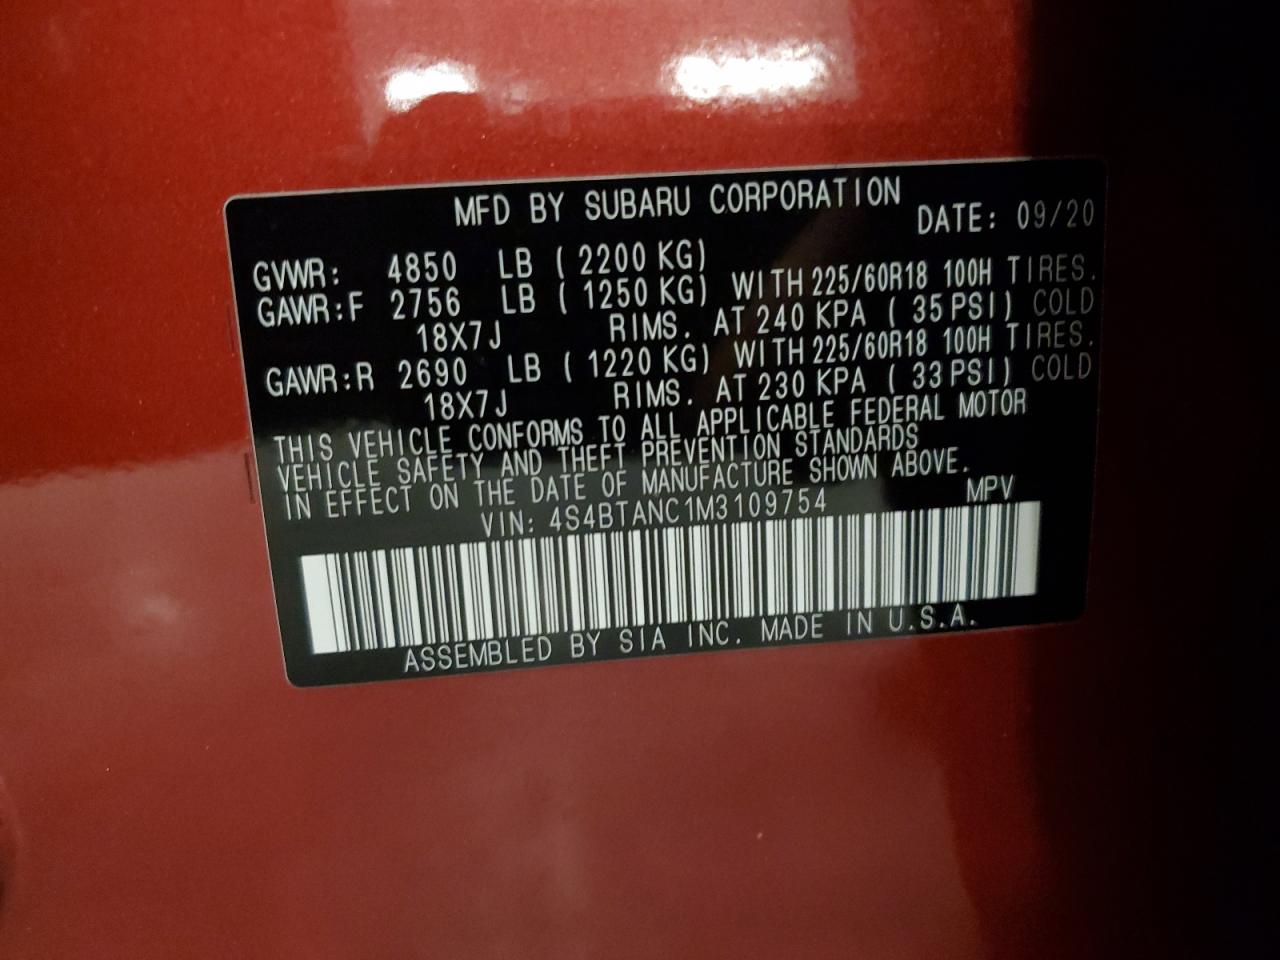 MFD BY SUBARU CORPORATION DATE: 09/20
GVWR: 4850 LB ( 2200 KG)
GAWR:F 2756 LB ( 1250 KG) WITH 225/60R18 100H TIRES.
18X7J RIMS. AT 240 KPA ( 35 PSI) COLD
GAWR:R 2690 LB ( 1220 KG) WITH 225/60R18 100H TIRES.
18X7J RIMS. AT 230 KPA ( 33 PSI) COLD
THIS VEHICLE CONFORMS TO ALL APPLICABLE FEDERAL MOTOR
VEHICLE SAFETY AND THEFT PREVENTION STANDARDS
IN EFFECT ON THE DATE OF MANUFACTURE SHOWN ABOVE.
VIN: 4S4BTANC1M3109754 MPV
ASSEMBLED BY SIA INC. MADE IN U.S.A.